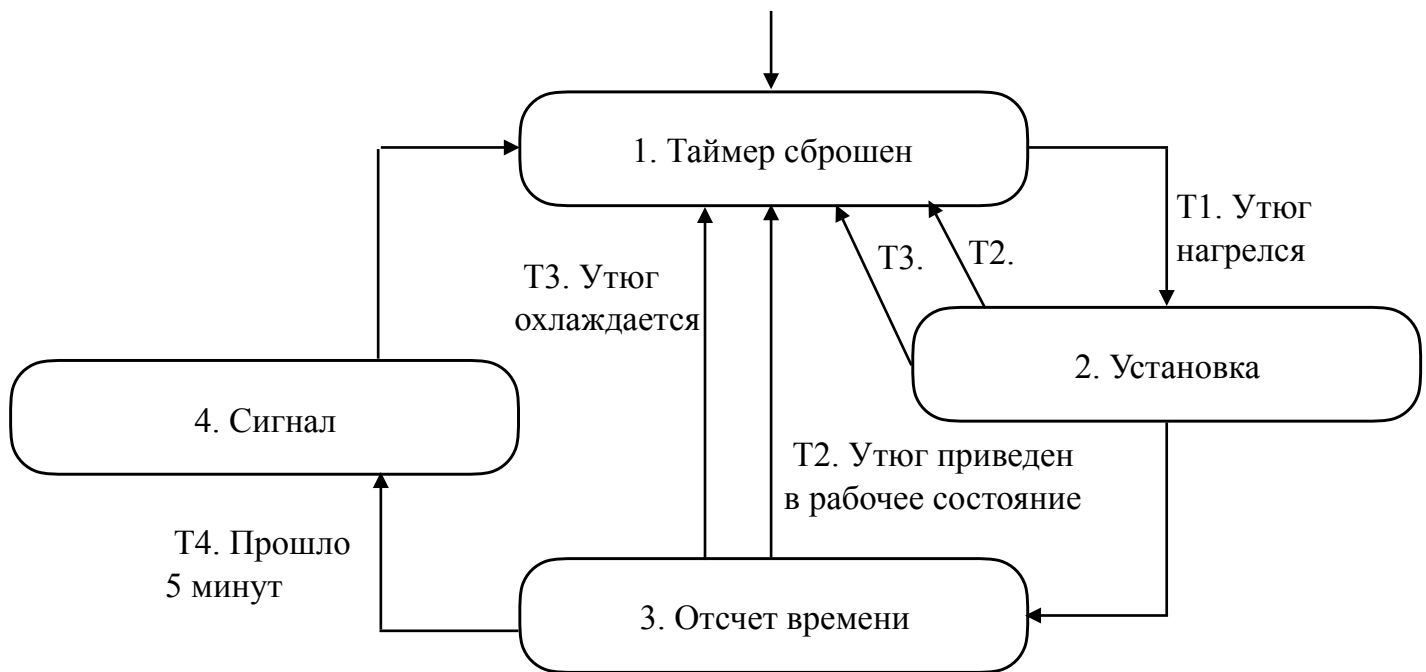 1. Таймер сброшен
Т1. Утюг
нагрелся
Т3.
Т2.
Т3. Утюг
охлаждается
2. Установка
4. Сигнал
Т2. Утюг приведен
в рабочее состояние
Т4. Прошло
5 минут
3. Отсчет времени